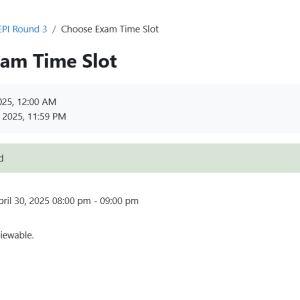 EPI Round 3 / Choose Exam Time Slot
am Time Slot
025, 12:00 AM
2025, 11:59 PM
d
pril 30, 2025 08:00 pm - 09:00 pm
iewable.